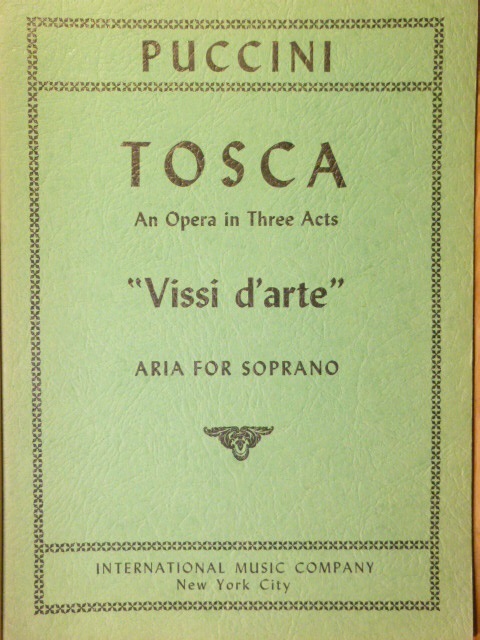 PUCCINI
TOSCA
An Opera in Three Acts
"Vissi d'arte"
ARIA FOR SOPRANO
INTERNATIONAL MUSIC COMPANY
New York City